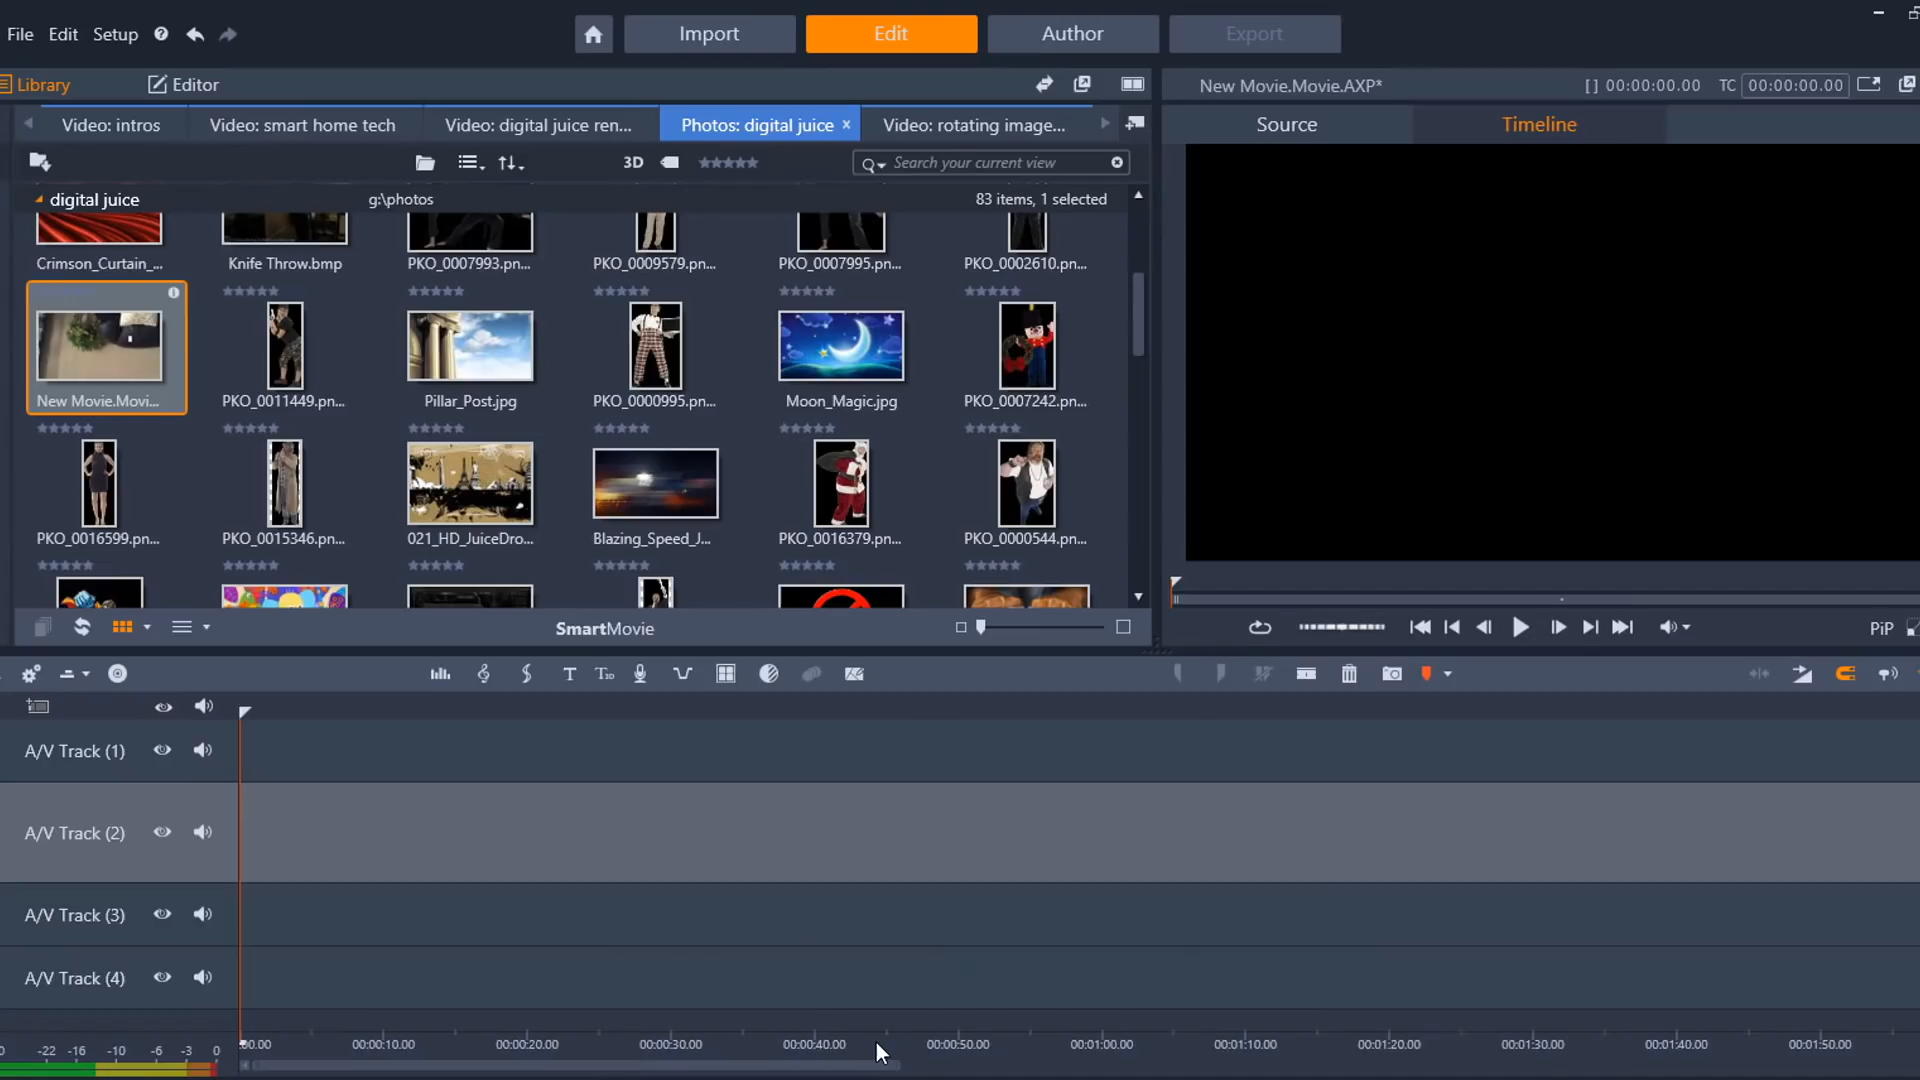 File Edit Setup
Import Edit Author Export
Library Editor
New Movie.Movie.AXP* [] 00:00:00.00 TC 00:00:00.00
Video: intros
Video: smart home tech
Video: digital juice ren...
Photos: digital juice ×
Video: rotating image...
Source Timeline
3D
Search your current view
digital juice
g:\photos
83 items, 1 selected
Crimson_Curtain_...
Knife Throw.bmp
PKO_0007993.pn...
PKO_0009579.pn...
PKO_0007995.pn...
PKO_0002610.pn...
New Movie.Movi...
PKO_0011449.pn...
Pillar_Post.jpg
PKO_0000995.pn...
Moon_Magic.jpg
PKO_0007242.pn...
PKO_0016599.pn...
PKO_0015346.pn...
021_HD_JuiceDro...
Blazing_Speed_J...
PKO_0016379.pn...
PKO_0000544.pn...
SmartMovie
PiP
A/V Track (1)
A/V Track (2)
A/V Track (3)
A/V Track (4)
-22 -16 -10 -6 -3 0
:00.00 00:00:10.00 00:00:20.00 00:00:30.00 00:00:40.00 00:00:50.00 00:01:00.00 00:01:10.00 00:01:20.00 00:01:30.00 00:01:40.00 00:01:50.00